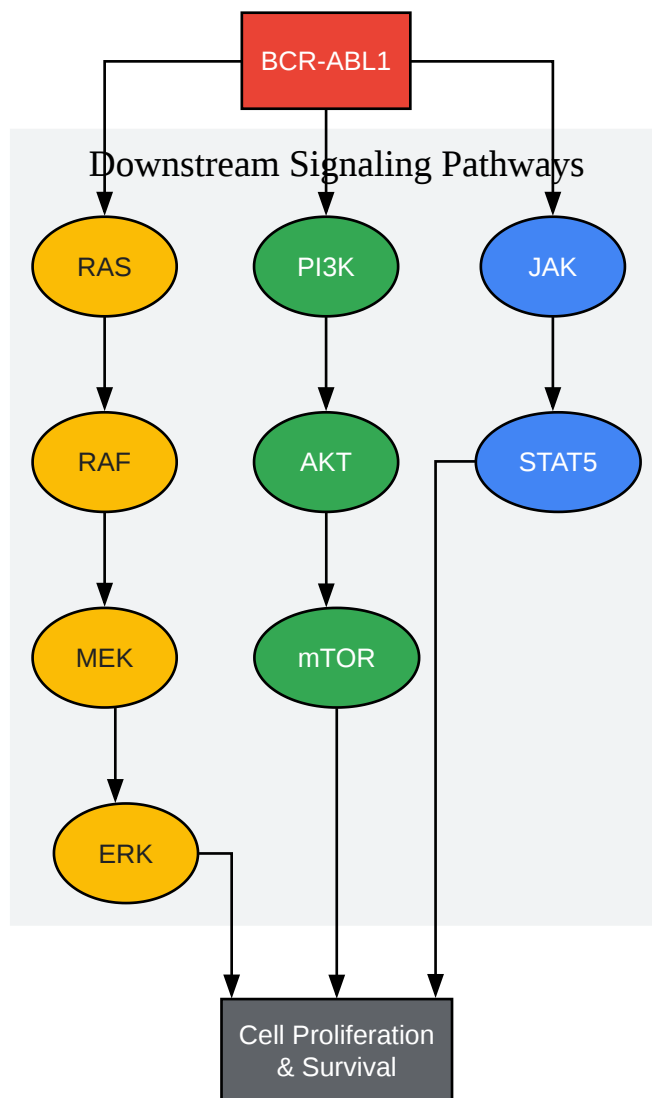 BCR-ABL1
Downstream Signaling Pathways
RAS
PI3K
JAK
RAF
AKT
STAT5
MEK
mTOR
ERK
Cell Proliferation
& Survival